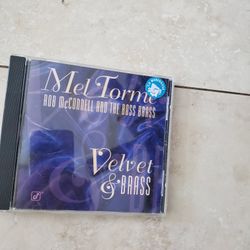 Mel Tormé
ROB McCONNELL AND THE BOSS BRASS
Velvet
& BRASS